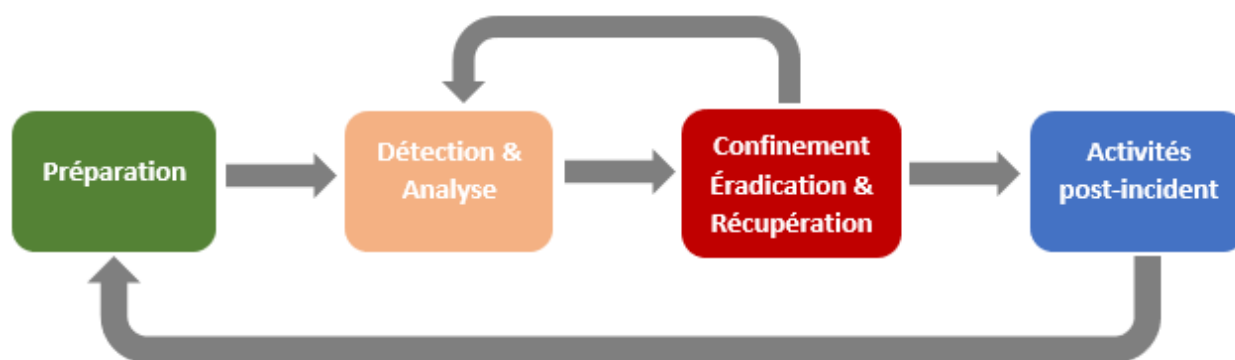 Préparation
Détection &
Analyse
Confinement
Éradication &
Récupération
Activités
post-incident